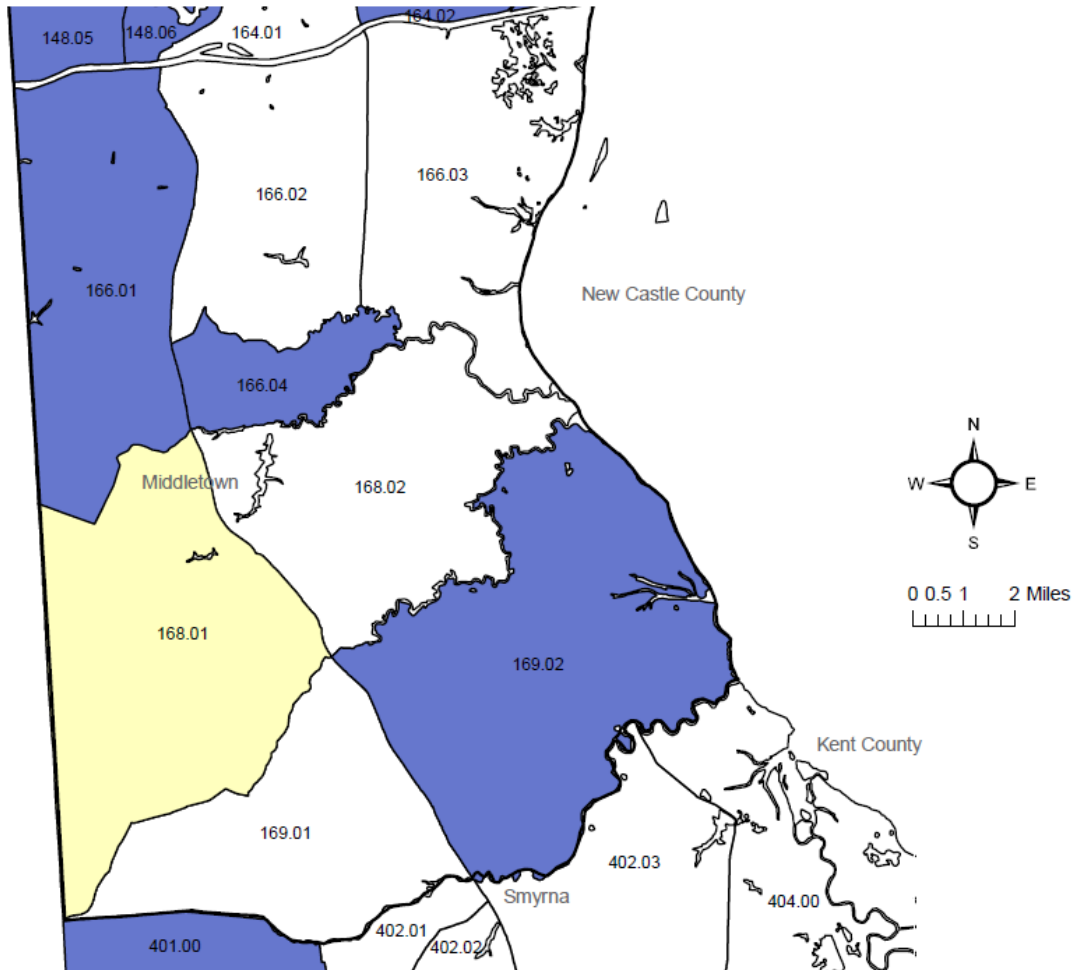 164.02
148.05
148.06
164.01
166.03
166.02
166.01
New Castle County
166.04
N
Middletown
168.02
W
E
S
0 0.5 1 2 Miles
168.01
169.02
Kent County
169.01
402.03
Smyrna
404.00
402.01
401.00
402.02